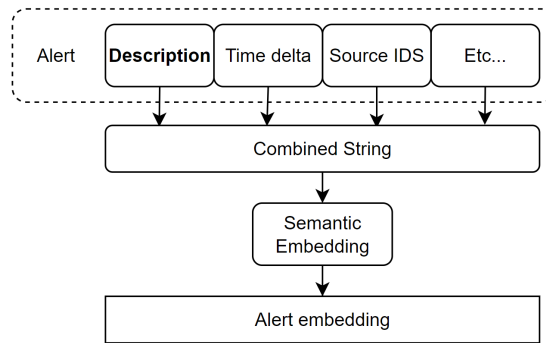 Alert
Description
Time delta
Source IDS
Etc...
Combined String
Semantic
Embedding
Alert embedding